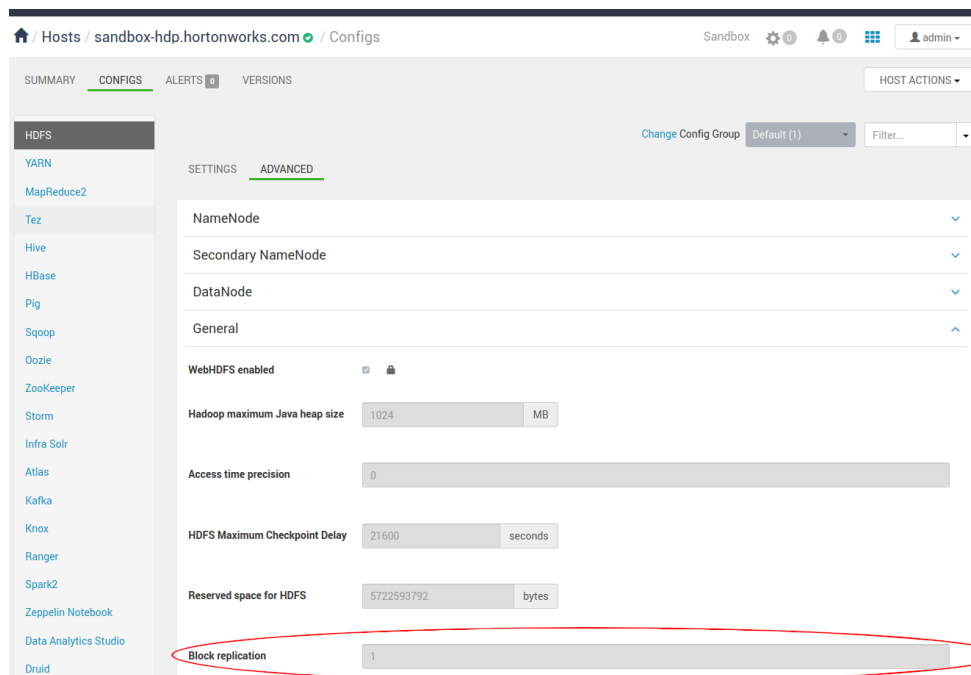 / Hosts / sandbox-hdp.hortonworks.com / Configs
Sandbox 0 0 admin
SUMMARY CONFIGS ALERTS 0 VERSIONS
HOST ACTIONS
HDFS
YARN
MapReduce2
Tez
Hive
HBase
Pig
Sqoop
Oozie
ZooKeeper
Storm
Infra Solr
Atlas
Kafka
Knox
Ranger
Spark2
Zeppelin Notebook
Data Analytics Studio
Druid
Change Config Group Default (1) Filter...
SETTINGS ADVANCED
NameNode
Secondary NameNode
DataNode
General
WebHDFS enabled
Hadoop maximum Java heap size 1024 MB
Access time precision 0
HDFS Maximum Checkpoint Delay 21600 seconds
Reserved space for HDFS 5722593792 bytes
Block replication 1